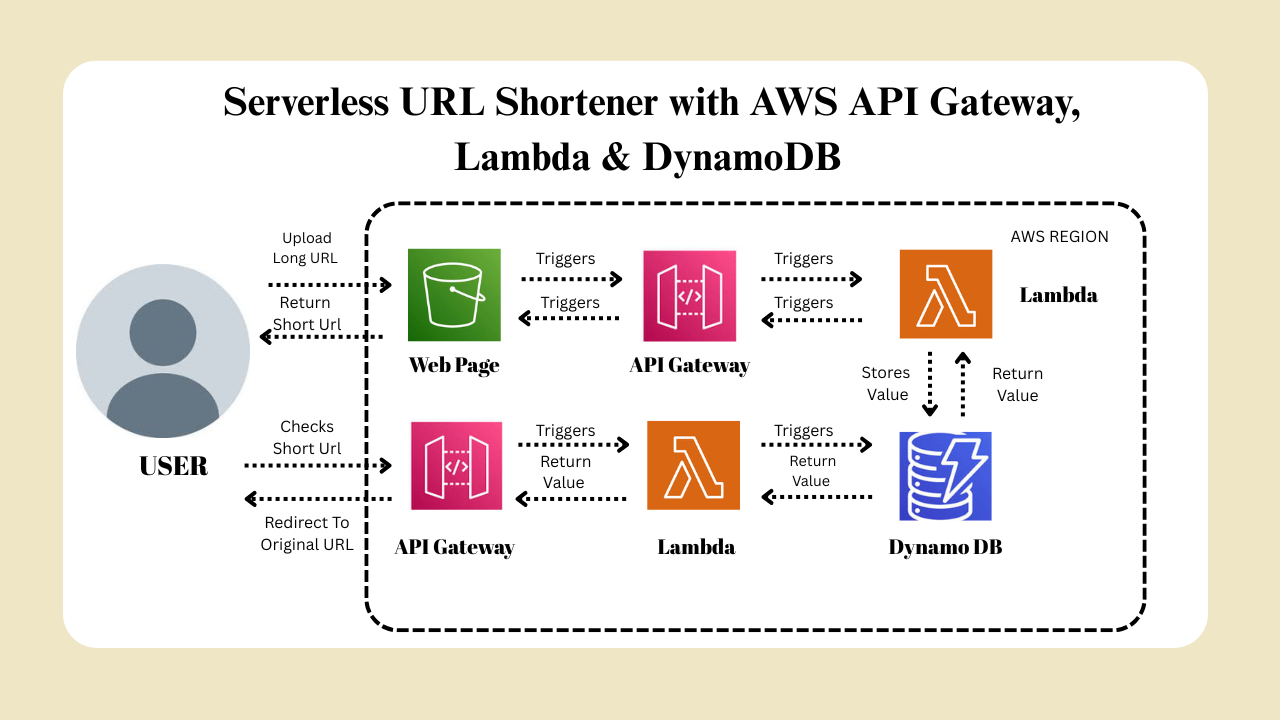 Serverless URL Shortener with AWS API Gateway,
Lambda & DynamoDB
AWS REGION
Upload
Long URL
Return
Short Url
Triggers
Triggers
Triggers
Triggers
Lambda
Web Page
API Gateway
Stores
Value
Return
Value
USER
Checks
Short Url
Redirect To
Original URL
Triggers
Return
Value
Triggers
Return
Value
API Gateway
Lambda
Dynamo DB